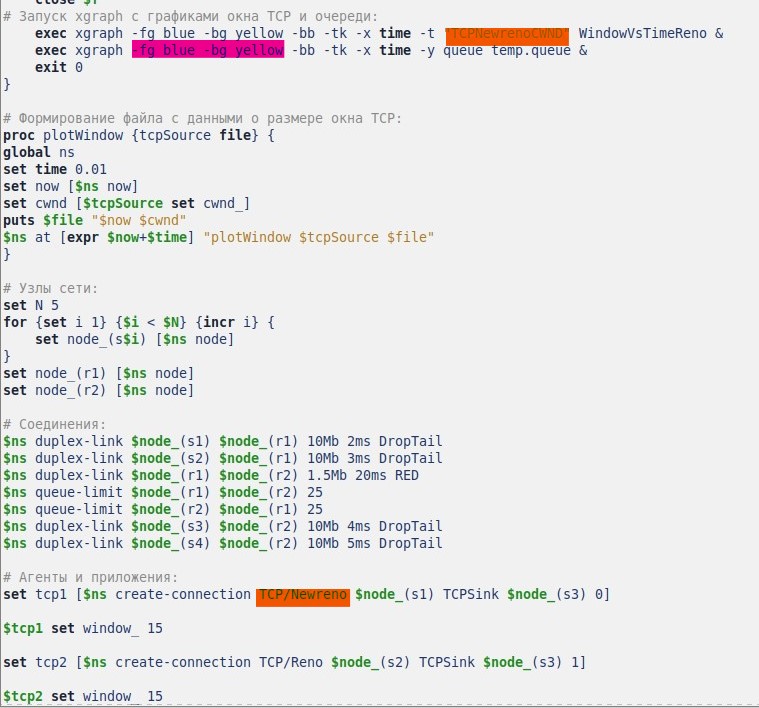 close $f
# Запуск xgraph с графиками окна TCP и очереди:
exec xgraph -fg blue -bg yellow -bb -tk -x time -t "TCPNewrenoCWND" WindowVsTimeReno &
exec xgraph -fg blue -bg yellow -bb -tk -x time -y queue temp.queue &
exit 0
}
# Формирование файла с данными о размере окна TCP:
proc plotWindow {tcpSource file} {
global ns
set time 0.01
set now [$ns now]
set cwnd [$tcpSource set cwnd_]
puts $file "$now $cwnd"
$ns at [expr $now+$time] "plotWindow $tcpSource $file"
}
# Узлы сети:
set N 5
for {set i 1} {$i < $N} {incr i} {
set node_(s$i) [$ns node]
}
set node_(r1) [$ns node]
set node_(r2) [$ns node]
# Соединения:
$ns duplex-link $node_(s1) $node_(r1) 10Mb 2ms DropTail
$ns duplex-link $node_(s2) $node_(r1) 10Mb 3ms DropTail
$ns duplex-link $node_(r1) $node_(r2) 1.5Mb 20ms RED
$ns queue-limit $node_(r1) $node_(r2) 25
$ns queue-limit $node_(r2) $node_(r1) 25
$ns duplex-link $node_(s3) $node_(r2) 10Mb 4ms DropTail
$ns duplex-link $node_(s4) $node_(r2) 10Mb 5ms DropTail
# Агенты и приложения:
set tcp1 [$ns create-connection TCP/Newreno $node_(s1) TCPSink $node_(s3) 0]
$tcp1 set window_ 15
set tcp2 [$ns create-connection TCP/Reno $node_(s2) TCPSink $node_(s3) 1]
$tcp2 set window_ 15